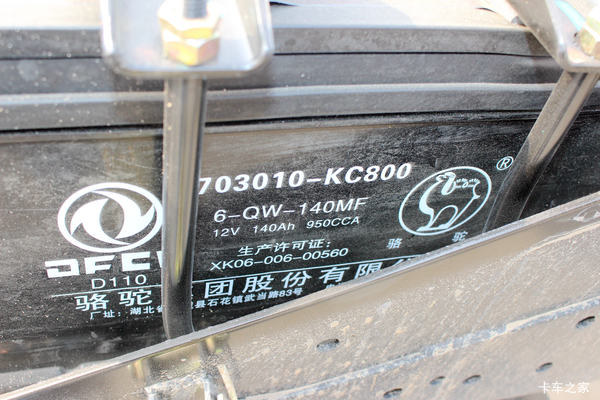 703010-KC800
®
6-QW-140MF
12V 140Ah 950CCA
生产许可证:
XK06-006-00560
骆 驼
DFC
D110
骆 驼 团股份有限
厂址: 湖北 县石花镇武当路83号
卡车之家